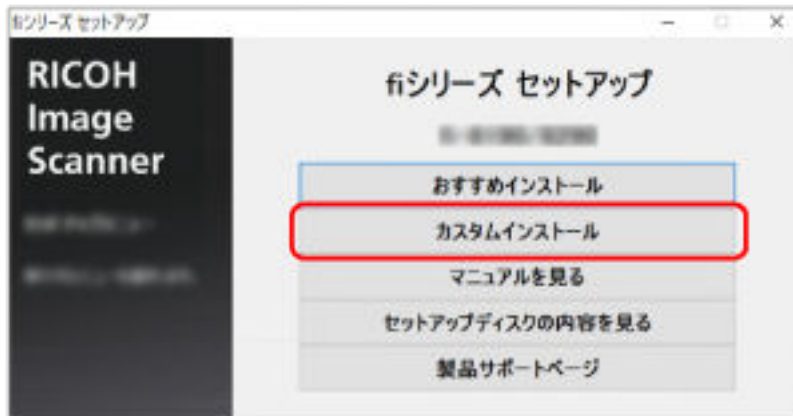 fiシリーズ セットアップ
RICOH
Image
Scanner
fiシリーズ セットアップ
おすすめインストール
カスタムインストール
マニュアルを見る
セットアップディスクの内容を見る
製品サポートページ